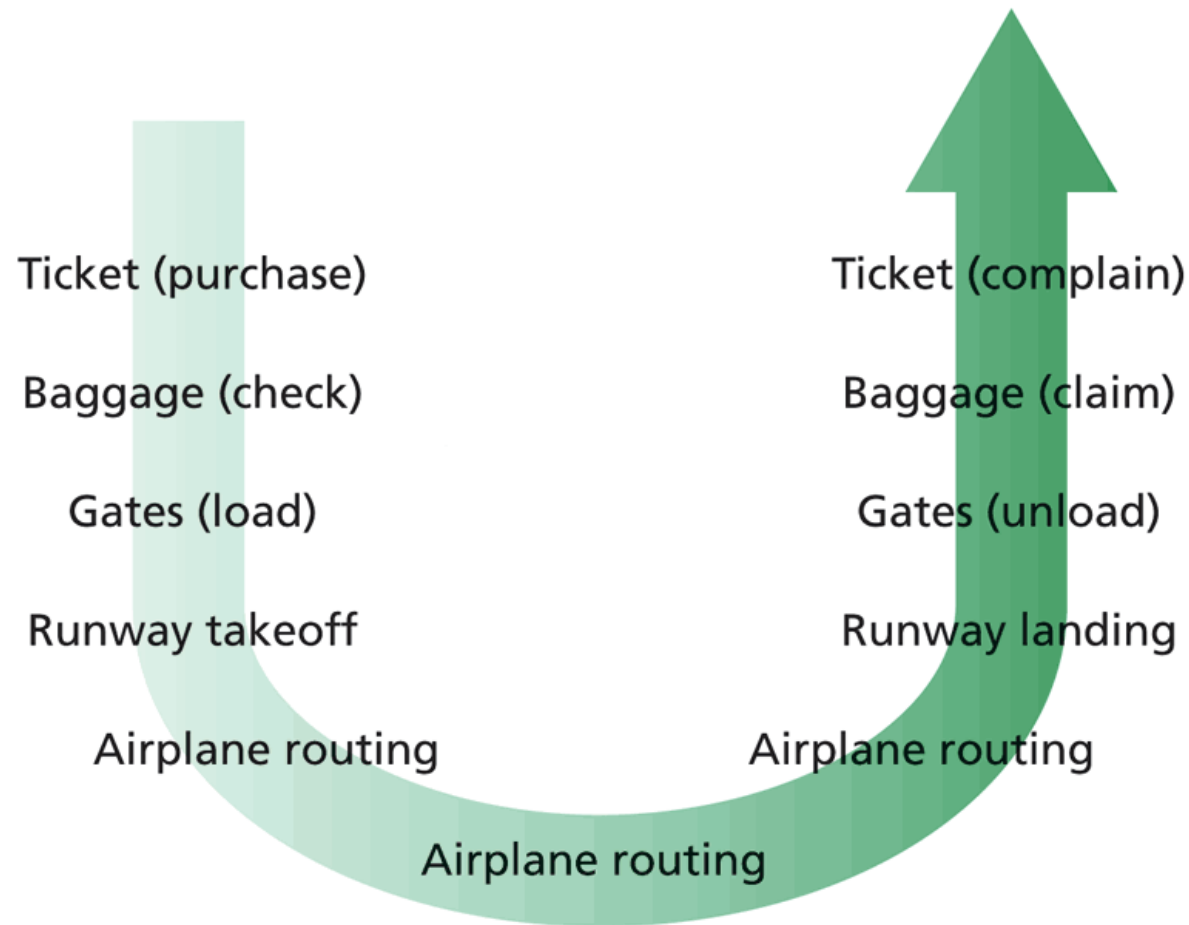 Ticket (purchase)
Baggage (check)
Gates (load)
Runway takeoff
Airplane routing
Airplane routing
Airplane routing
Runway landing
Gates (unload)
Baggage (claim)
Ticket (complain)